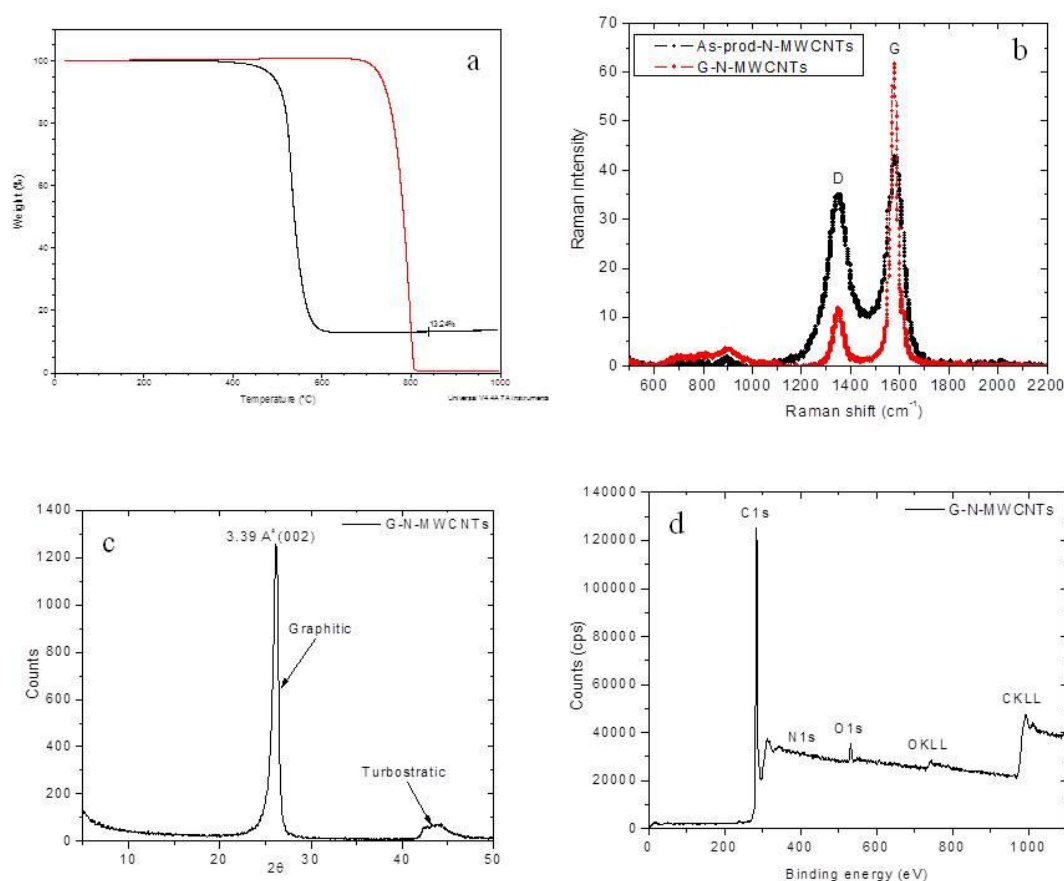 a
100
80
60
40
20
0
Weight (%)
13.24%
0 200 400 600 800 1000
Temperature (°C)
Universal V4.4A TA Instruments
b
As-prod-N-MWCNTs
G-N-MWCNTs
G
D
70
60
50
40
30
20
10
0
Raman intensity
600 800 1000 1200 1400 1600 1800 2000 2200
Raman shift (cm⁻¹)
c
G-N-MWCNTs
3.39 A° (002)
Graphitic
Turbostratic
1400
1200
1000
800
600
400
200
0
Counts
10 20 30 40 50
2θ
d
G-N-MWCNTs
C1s
N1s
O1s
OKLL
CKLL
140000
120000
100000
80000
60000
40000
20000
0
Counts (cps)
0 200 400 600 800 1000
Binding energy (eV)